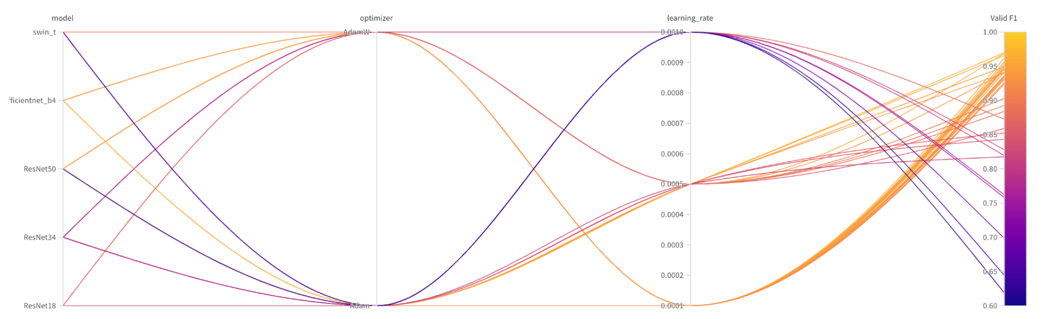 model
optimizer
learning_rate
Valid F1
swin_t
ficientnet_b4
ResNet50
ResNet34
ResNet18
AdamW
Adam
0.0010
0.0009
0.0008
0.0007
0.0006
0.0005
0.0004
0.0003
0.0002
0.0001
1.00
0.95
0.90
0.85
0.80
0.75
0.70
0.65
0.60